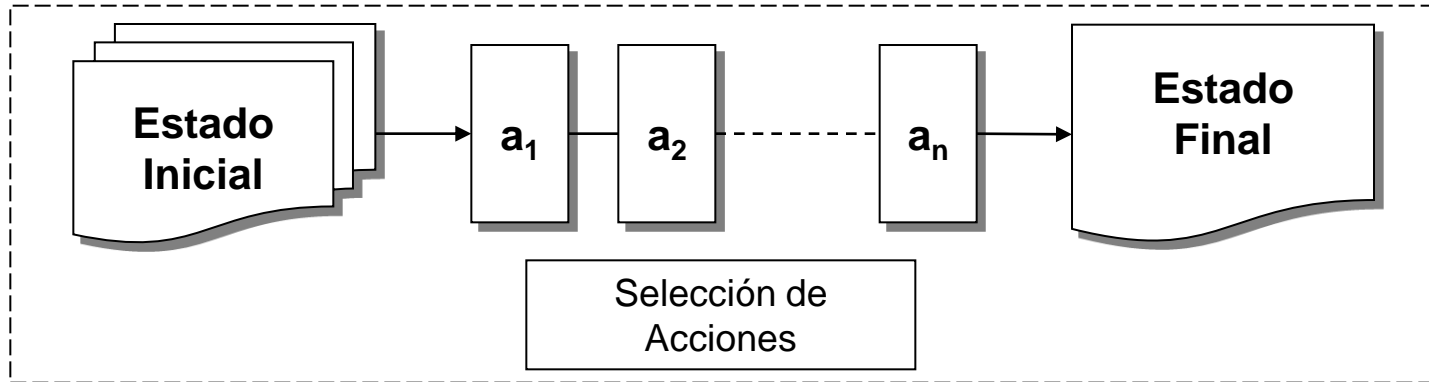 Estado
Inicial
a1
a2
an
Estado
Final
Selección de
Acciones